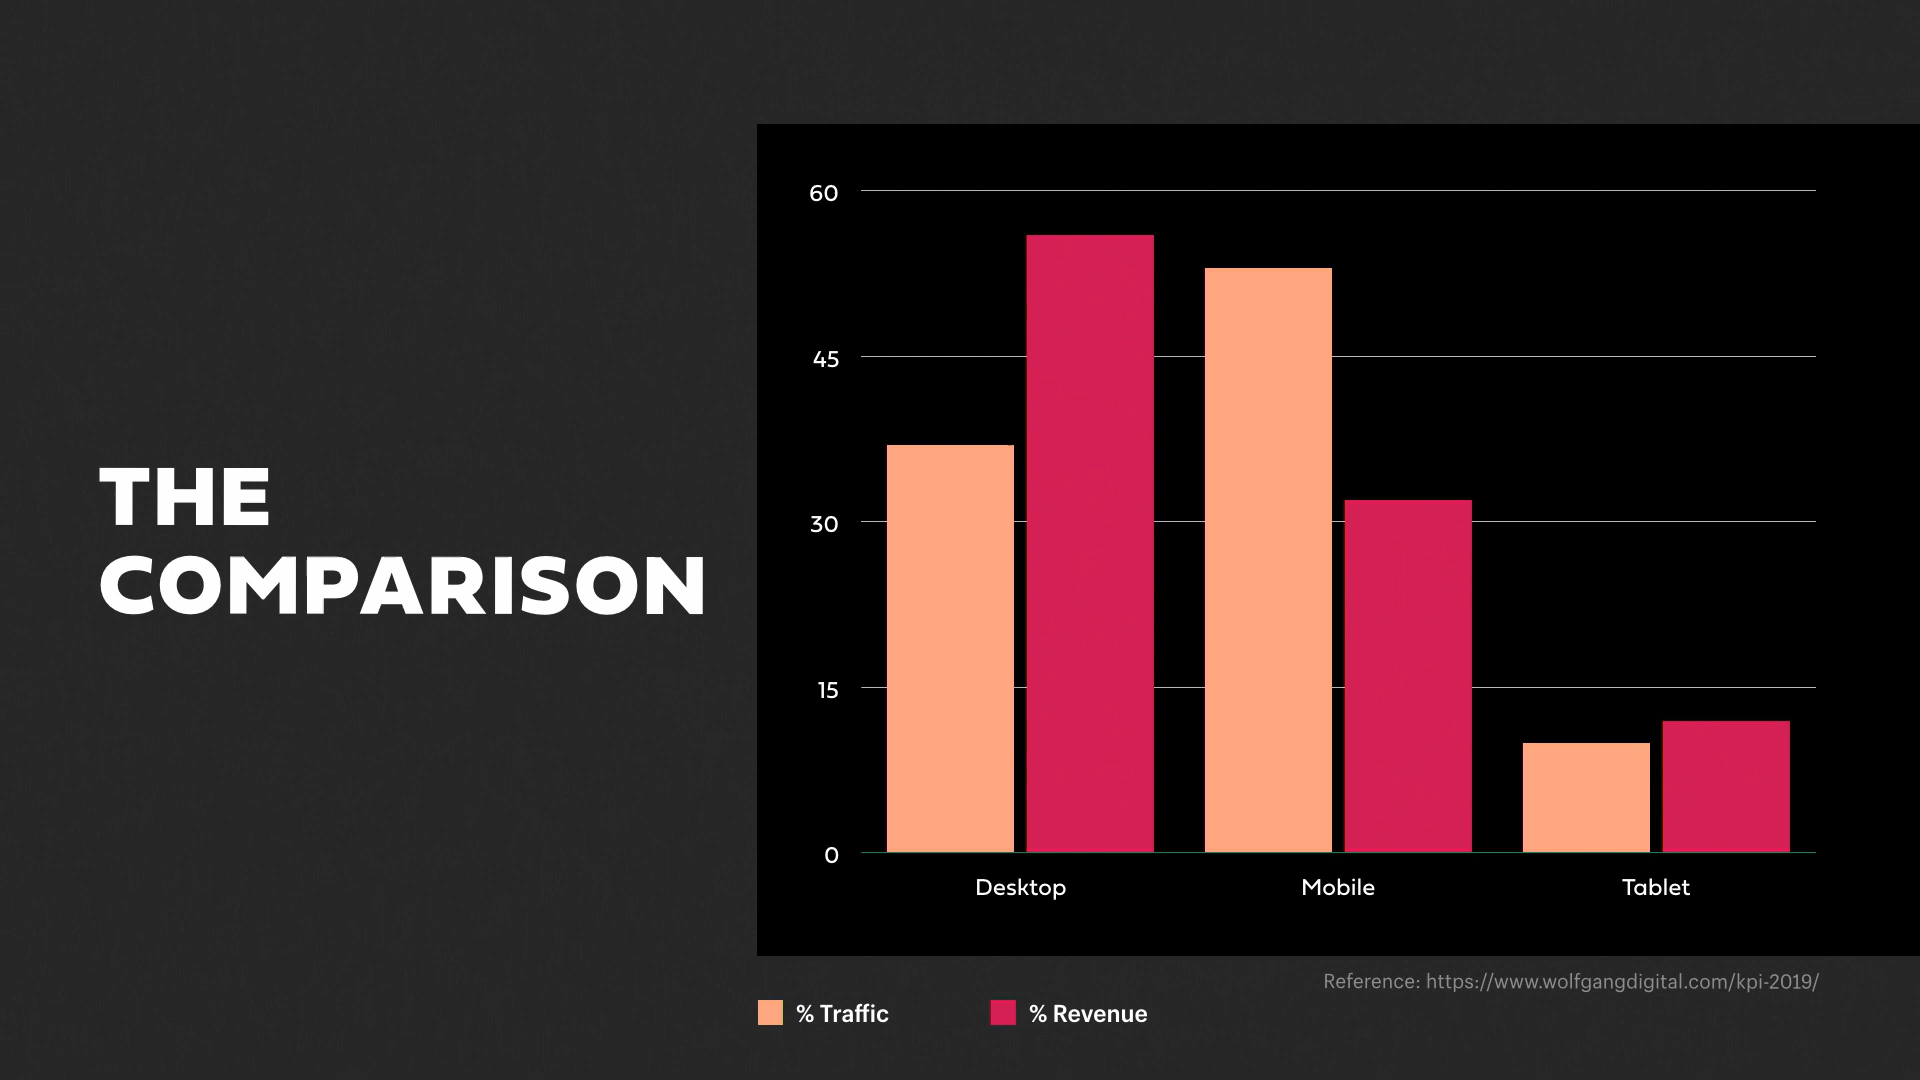 THE
COMPARISON
60
45
30
15
0
Desktop
Mobile
Tablet
Reference: https://www.wolfgangdigital.com/kpi-2019/
% Traffic
% Revenue